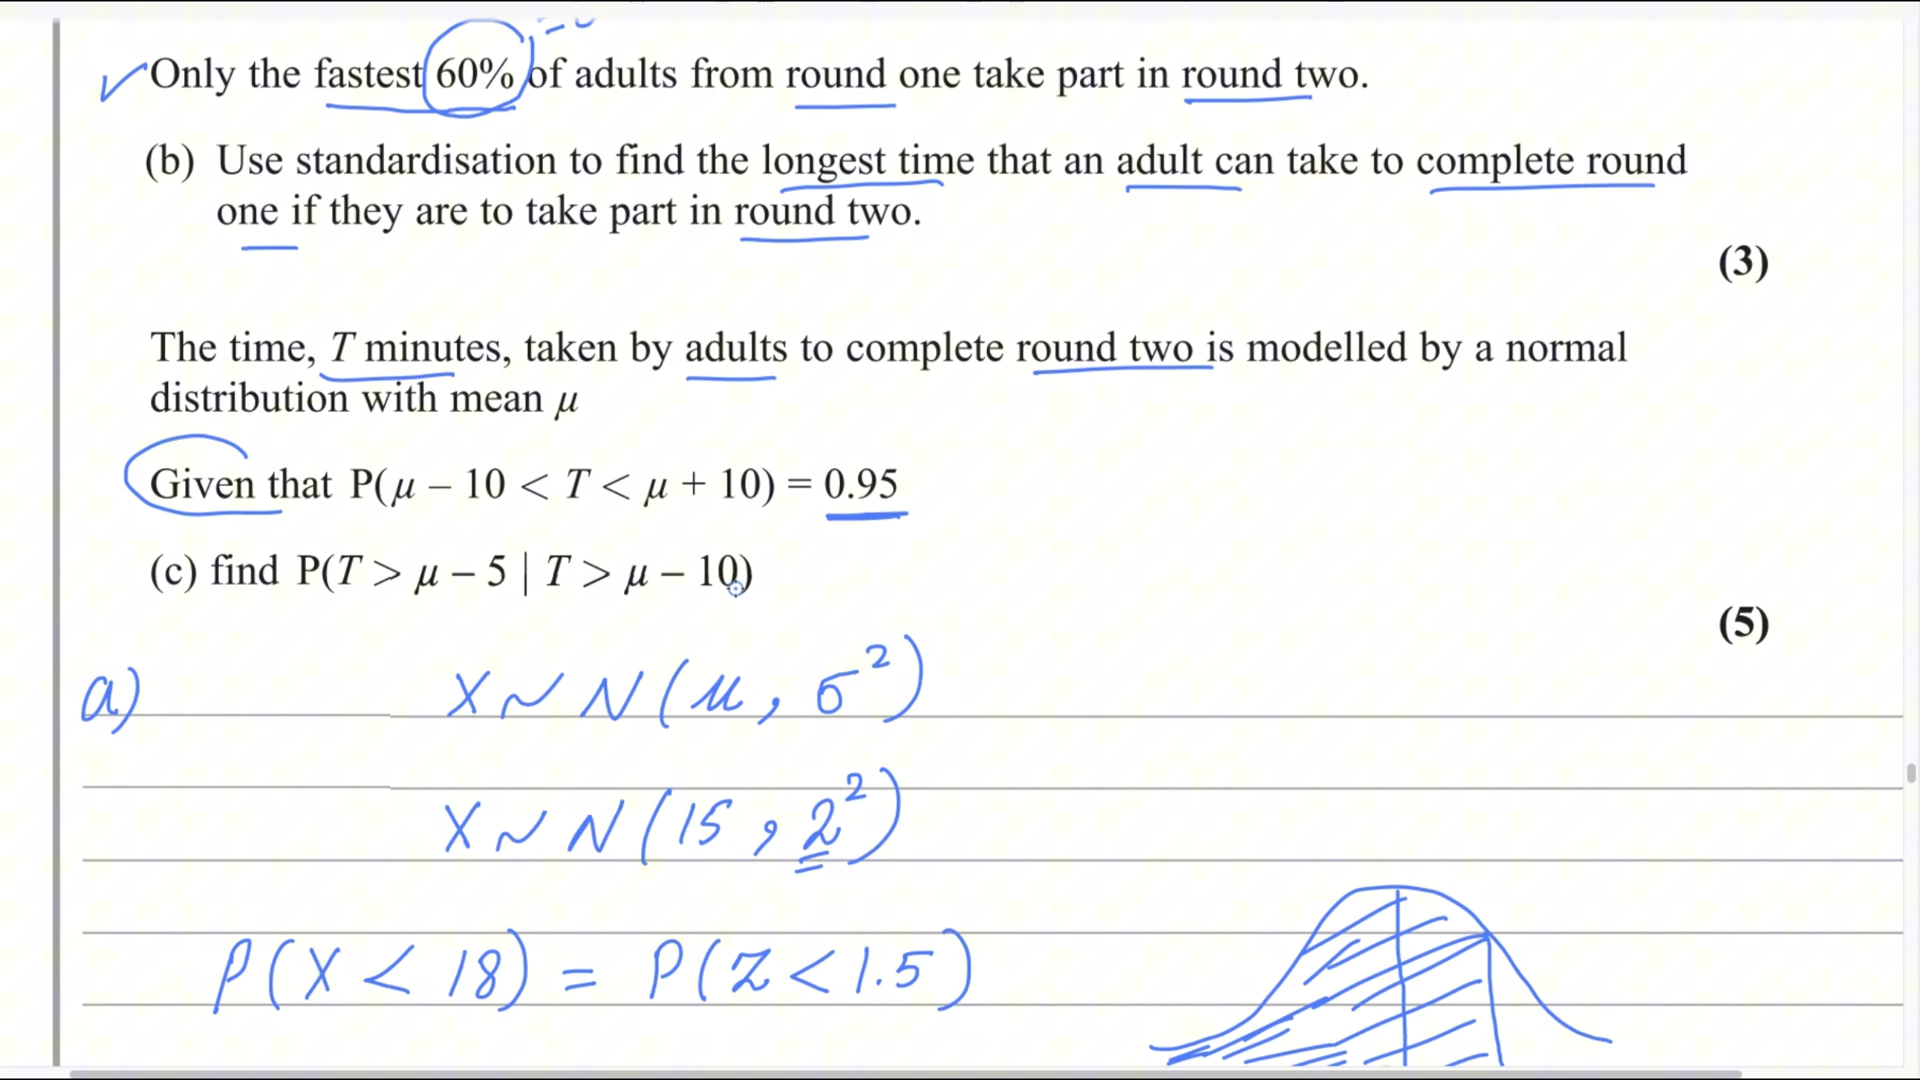 Only the fastest 60% of adults from round one take part in round two.
(b) Use standardisation to find the longest time that an adult can take to complete round
one if they are to take part in round two.
(3)
The time, T minutes, taken by adults to complete round two is modelled by a normal
distribution with mean μ
Given that P(μ – 10 < T < μ + 10) = 0.95
(c) find P(T > μ – 5 | T > μ – 10)
(5)
a) X ~ N(μ, σ²)
X ~ N(15, 2²)
P(X < 18) = P(Z < 1.5)